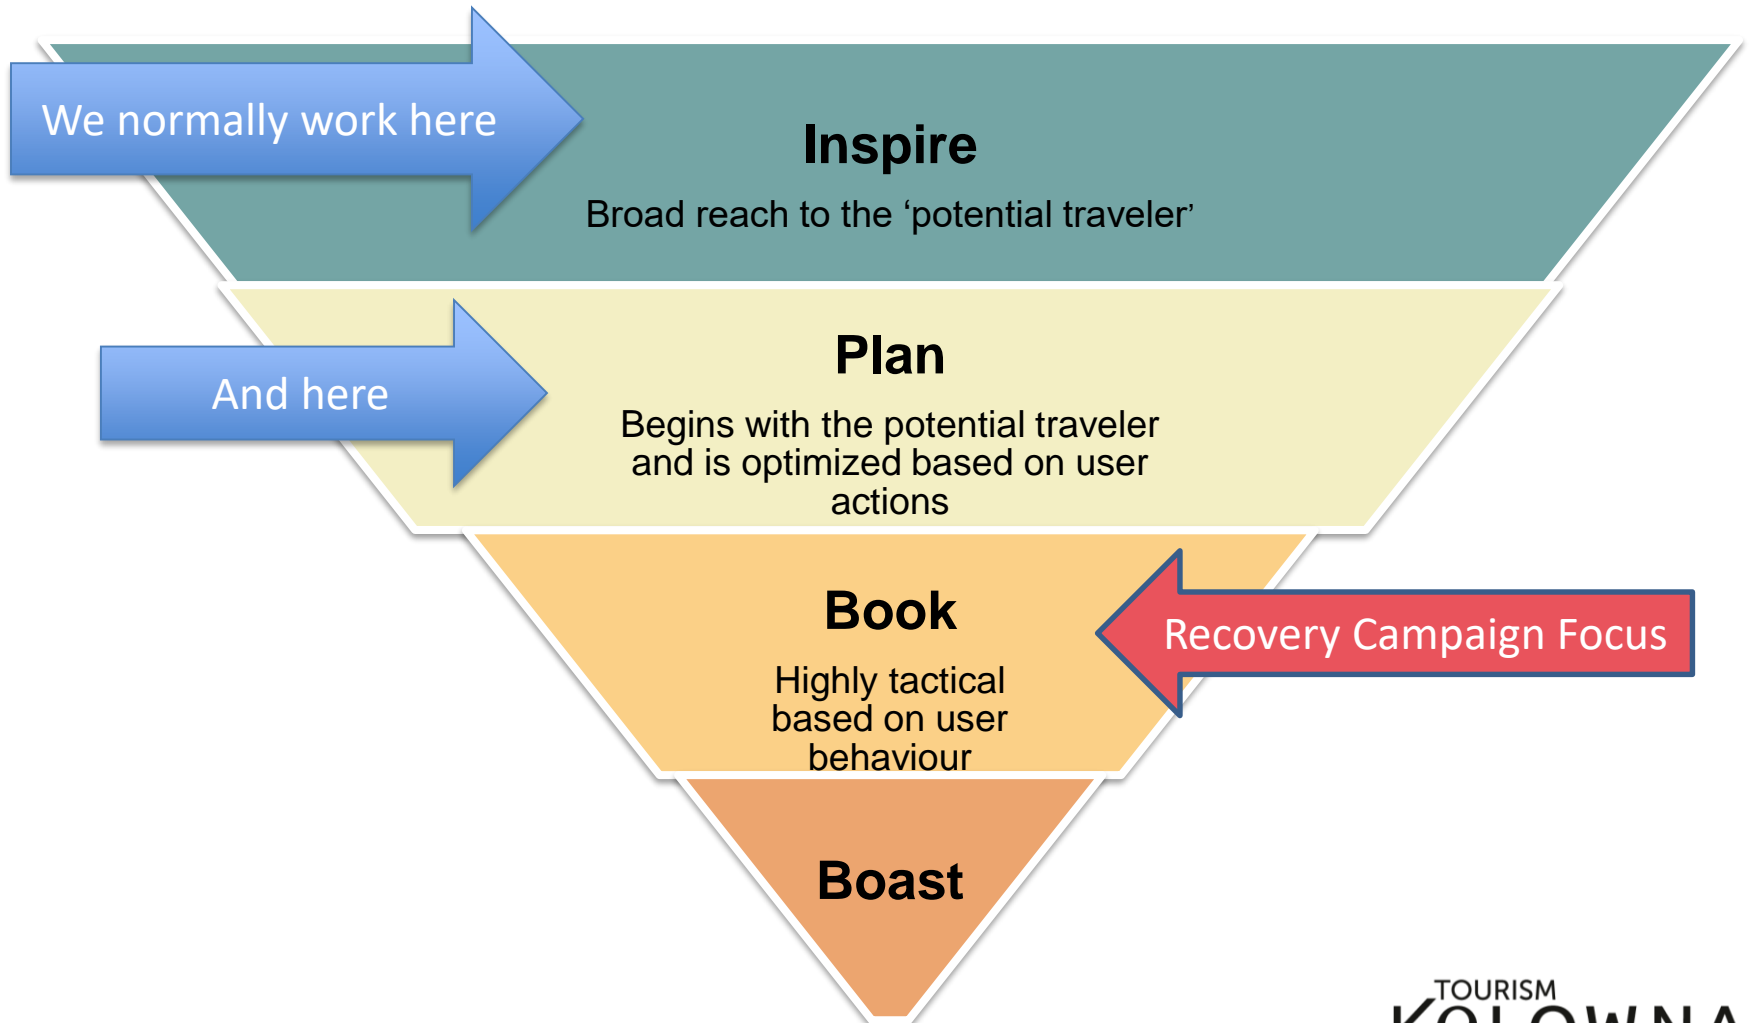 We normally work here
Inspire
Broad reach to the ‘potential traveler’
And here
Plan
Begins with the potential traveler
and is optimized based on user
actions
Book
Highly tactical
based on user
behaviour
Recovery Campaign Focus
Boast
TOURISM
KELOWNA